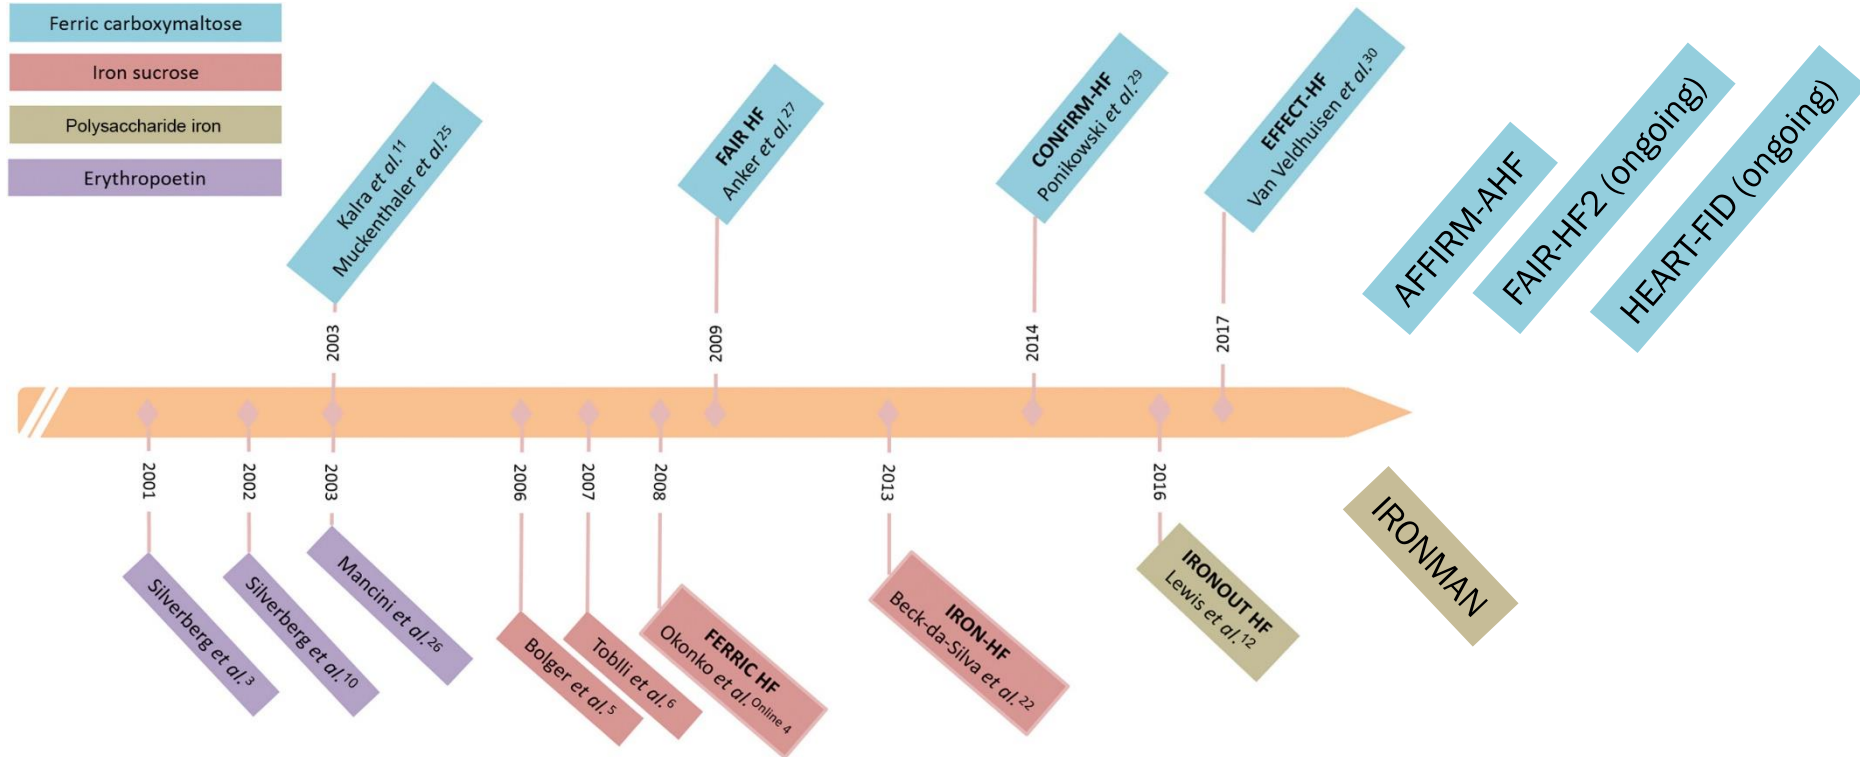 Ferric carboxymaltose
Iron sucrose
Polysaccharide iron
Erythropoetin
Kalra et al.11
Muckenthaler et al.25
FAIR HF
Anker et al.27
CONFIRM-HF
Ponikowski et al.29
EFFECT-HF
Van Veldhuisen et al.30
AFFIRM-AHF
FAIR-HF2 (ongoing)
HEART-FID (ongoing)
2003
2009
2014
2017
2001
2002
2003
2006
2007
2008
2013
2016
Silverberg et al.3
Silverberg et al.10
Mancini et al.26
Bolger et al.5
Toblli et al.6
FERRIC HF
Okonko et al.Online 4
IRON-HF
Beck-da-Silva et al.22
IRONOUT HF
Lewis et al.12
IRONMAN